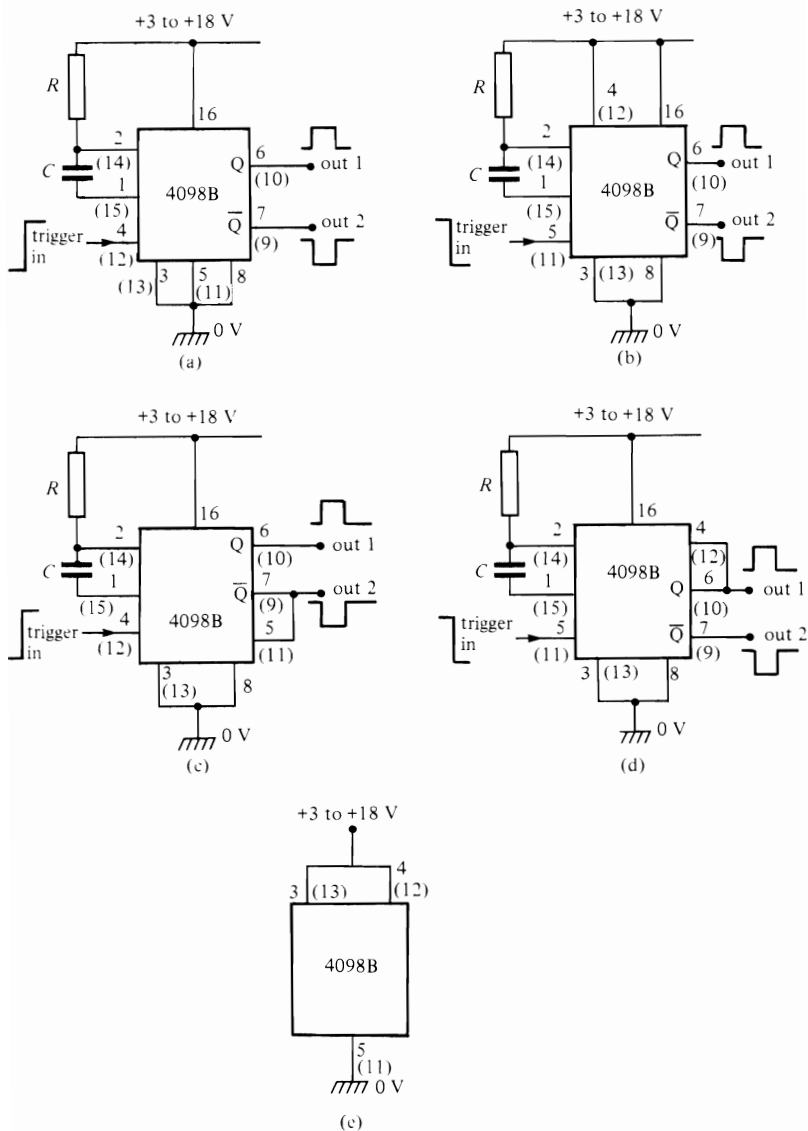 +3 to +18 V
R
16
2
(14)
C
1
(15)
4098B
Q
6
(10)
out 1
Q̅
7
(9)
out 2
trigger
in
4
(12)
3
(13)
5
(11)
8
0 V
(a)
+3 to +18 V
R
4
(12)
16
2
(14)
C
1
(15)
4098B
Q
6
(10)
out 1
Q̅
7
(9)
out 2
trigger
in
5
(11)
3
(13)
8
0 V
(b)
+3 to +18 V
R
16
2
(14)
C
1
(15)
4098B
Q
6
(10)
out 1
Q̅
7
(9)
out 2
5
(11)
trigger
in
4
(12)
3
(13)
8
0 V
(c)
+3 to +18 V
R
16
2
(14)
C
1
(15)
4098B
4
(12)
Q
6
(10)
out 1
Q̅
7
(9)
out 2
trigger
in
5
(11)
3
(13)
8
0 V
(d)
+3 to +18 V
3
(13)
4
(12)
4098B
5
(11)
0 V
(e)